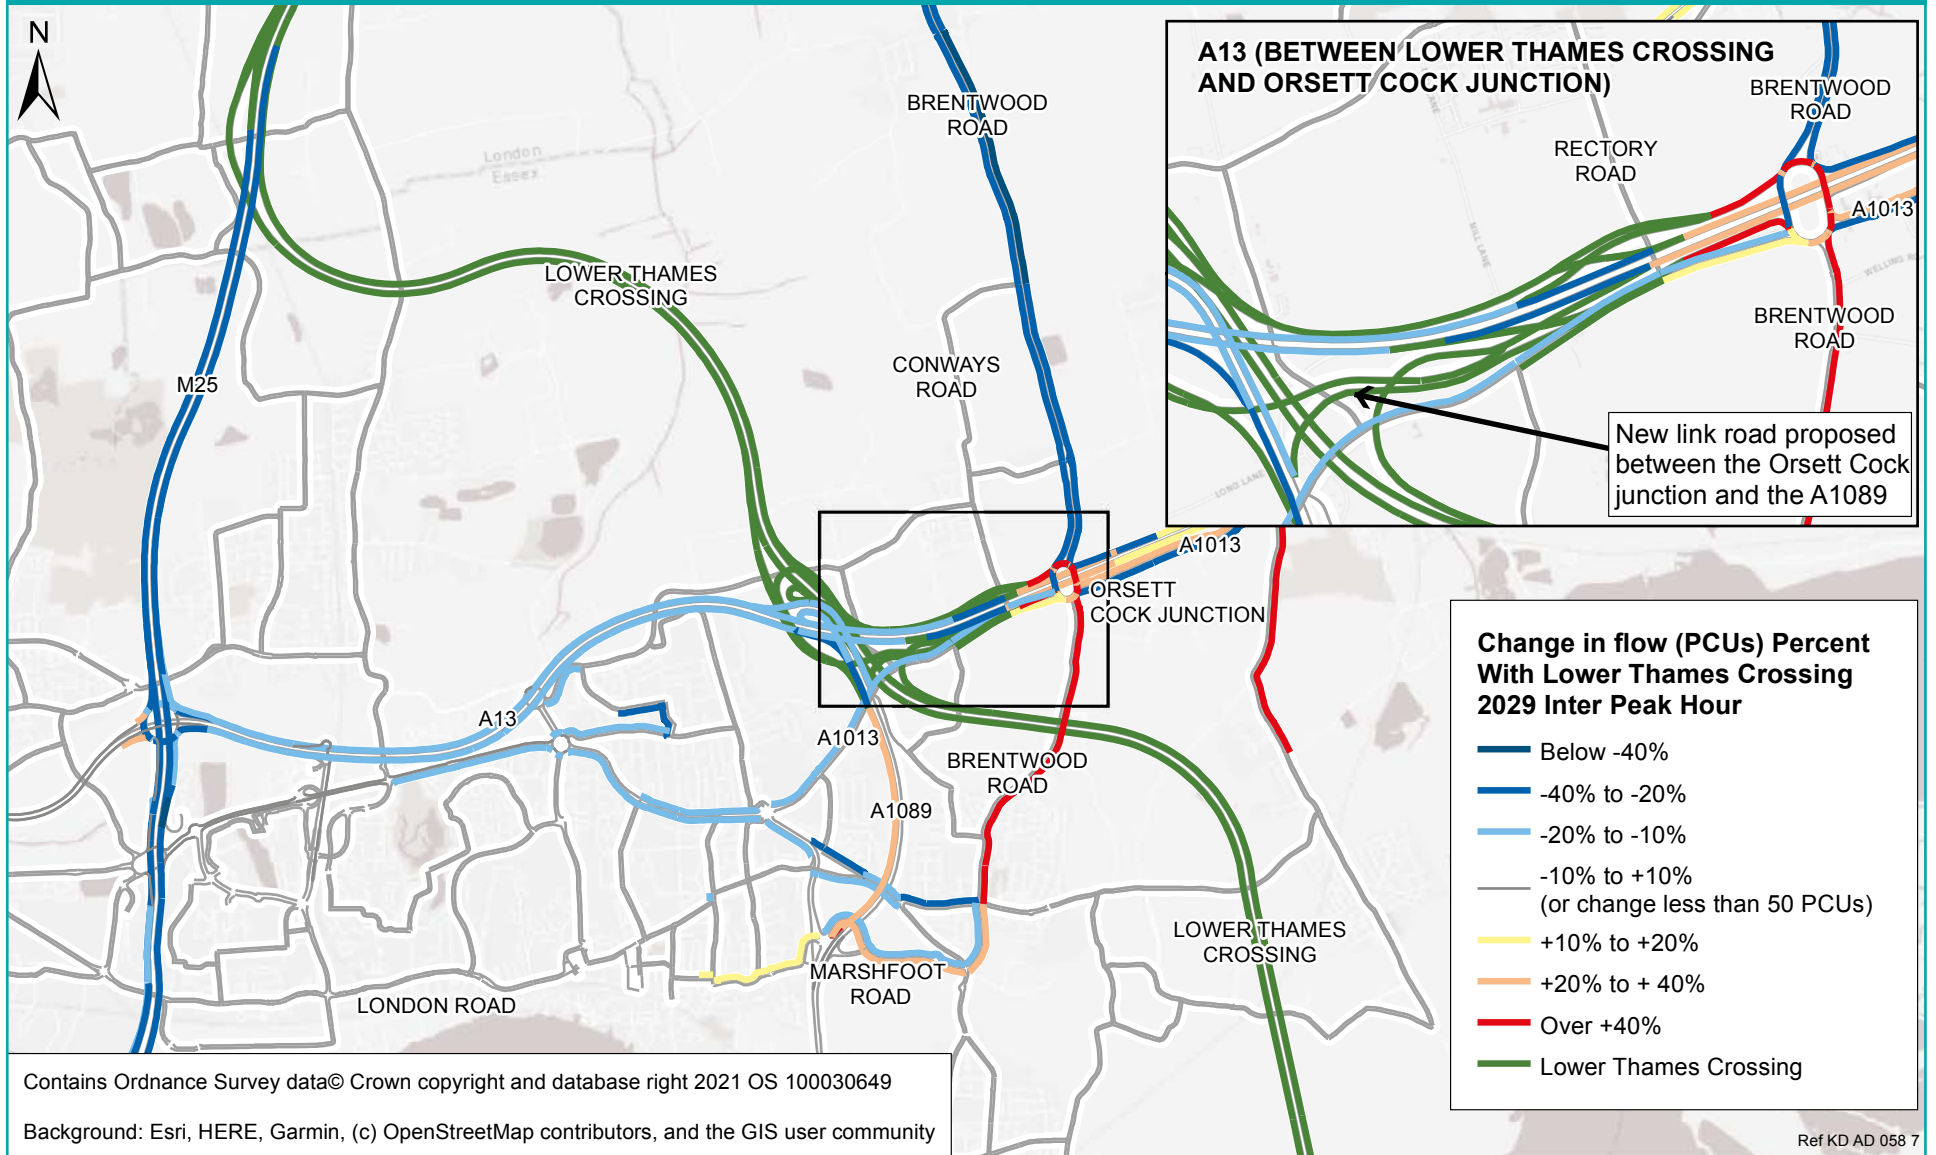 N
BRENTWOOD
ROAD
London
Essex
LOWER THAMES
CROSSING
M25
CONWAYS
ROAD
A1013
ORSETT
COCK JUNCTION
A13
A1013
BRENTWOOD
ROAD
A1089
LOWER THAMES
CROSSING
MARSHFOOT
ROAD
LONDON ROAD
A13 (BETWEEN LOWER THAMES CROSSING
AND ORSETT COCK JUNCTION)
BRENTWOOD
ROAD
RECTORY
ROAD
A1013
MILL LANE
BRENTWOOD
ROAD
LONG LANE
New link road proposed
between the Orsett Cock
junction and the A1089
Change in flow (PCUs) Percent
With Lower Thames Crossing
2029 Inter Peak Hour
Below -40%
-40% to -20%
-20% to -10%
-10% to +10%
(or change less than 50 PCUs)
+10% to +20%
+20% to + 40%
Over +40%
Lower Thames Crossing
Contains Ordnance Survey data© Crown copyright and database right 2021 OS 100030649
Background: Esri, HERE, Garmin, (c) OpenStreetMap contributors, and the GIS user community
Ref KD AD 058 7